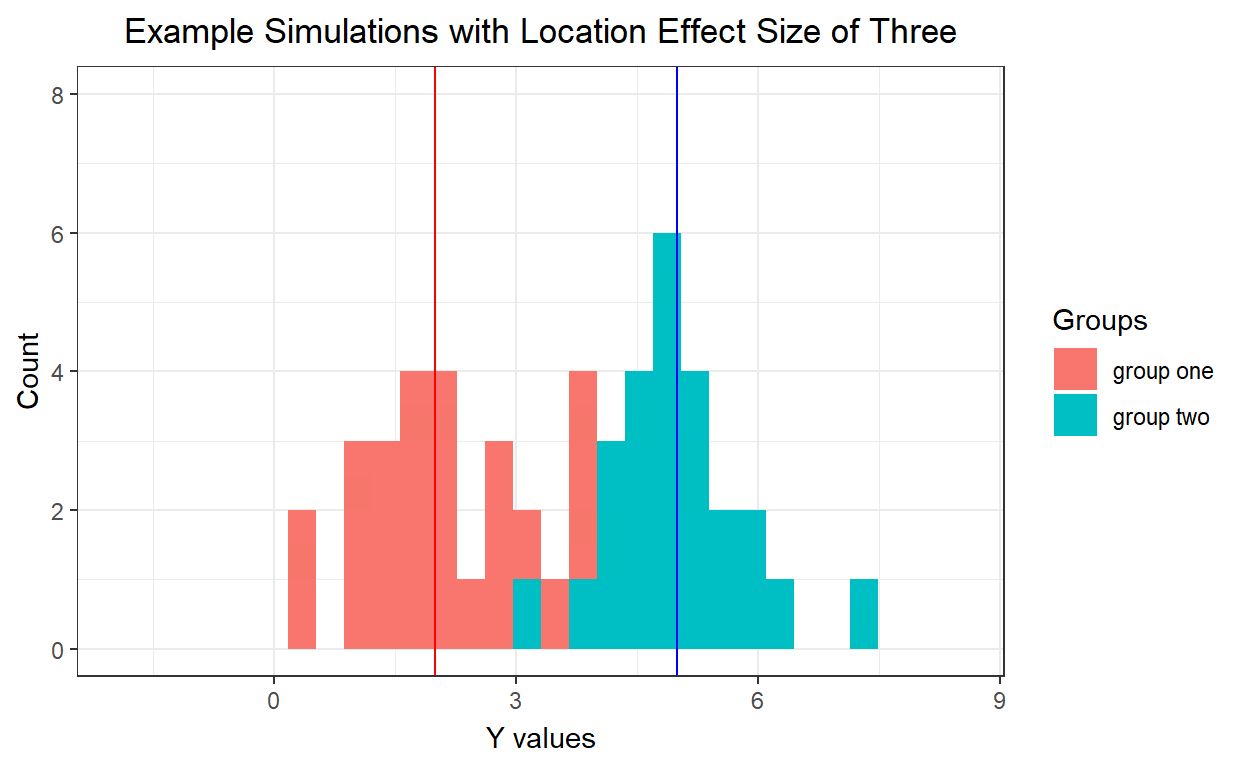 Example Simulations with Location Effect Size of Three
8
6
4
2
0
Count
0 3 6 9
Y values
Groups
group one
group two